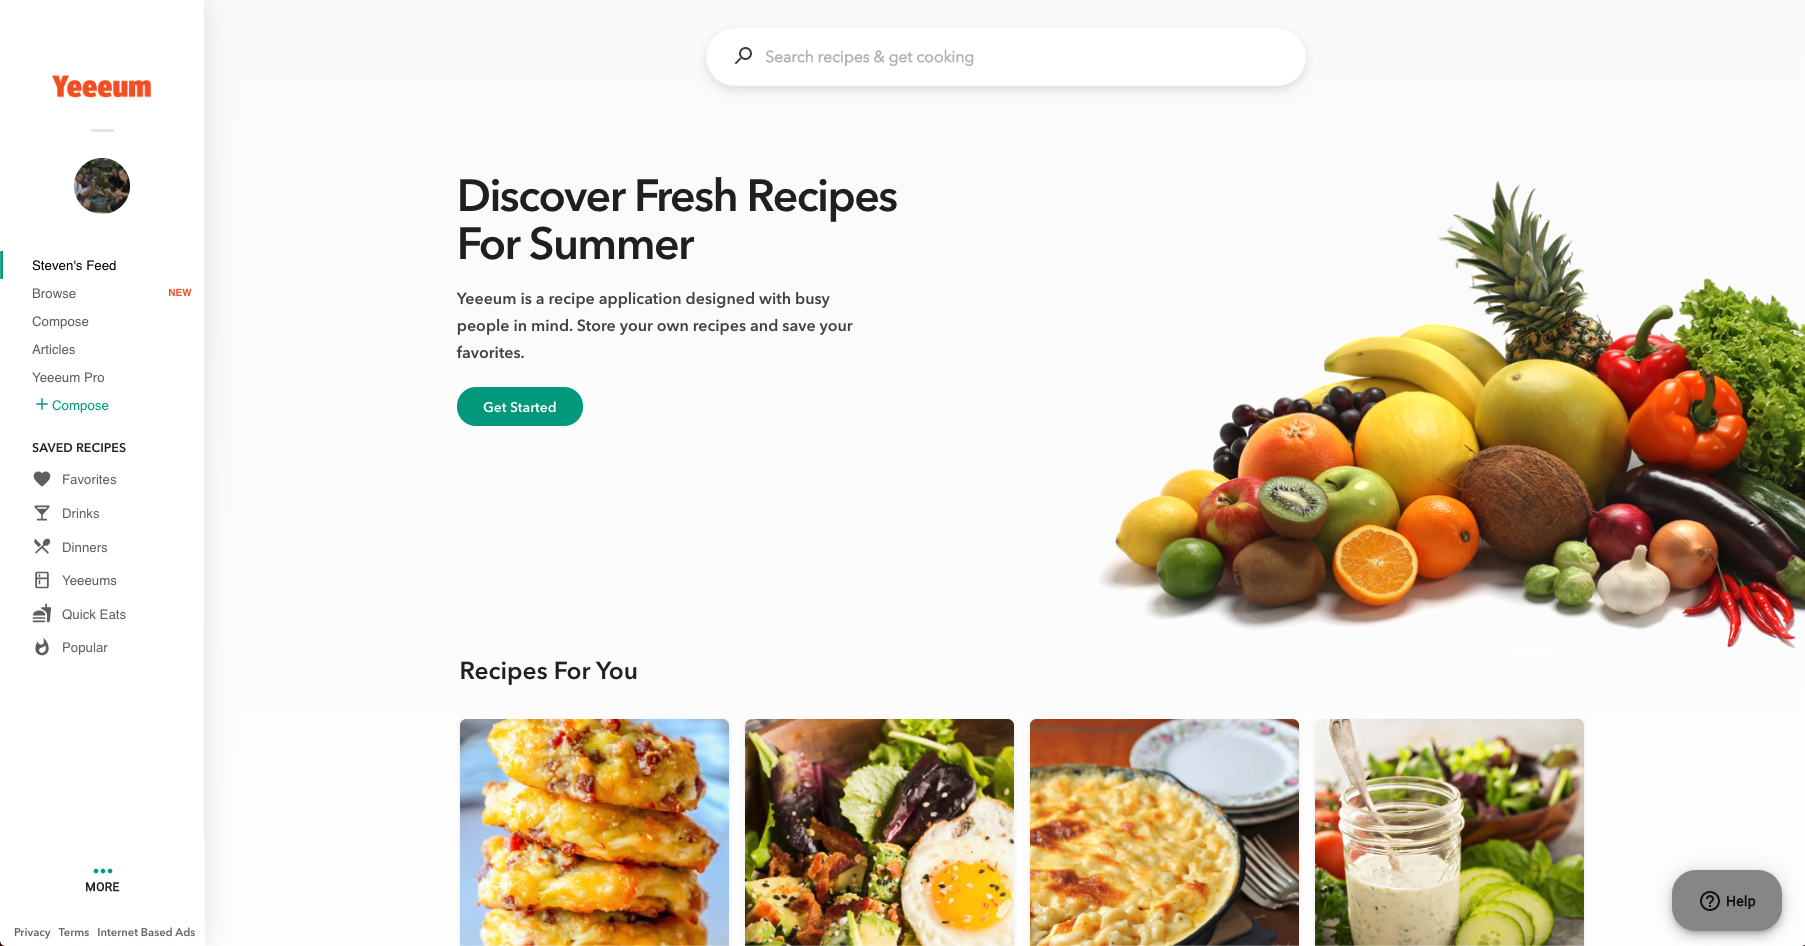 Yeeeum
Steven's Feed
Browse NEW
Compose
Articles
Yeeeum Pro
Compose
SAVED RECIPES
Favorites
Drinks
Dinners
Yeeeums
Quick Eats
Popular
MORE
Privacy Terms Internet Based Ads
Search recipes & get cooking
Discover Fresh Recipes
For Summer
Yeeeum is a recipe application designed with busy
people in mind. Store your own recipes and save your
favorites.
Get Started
Recipes For You
Help